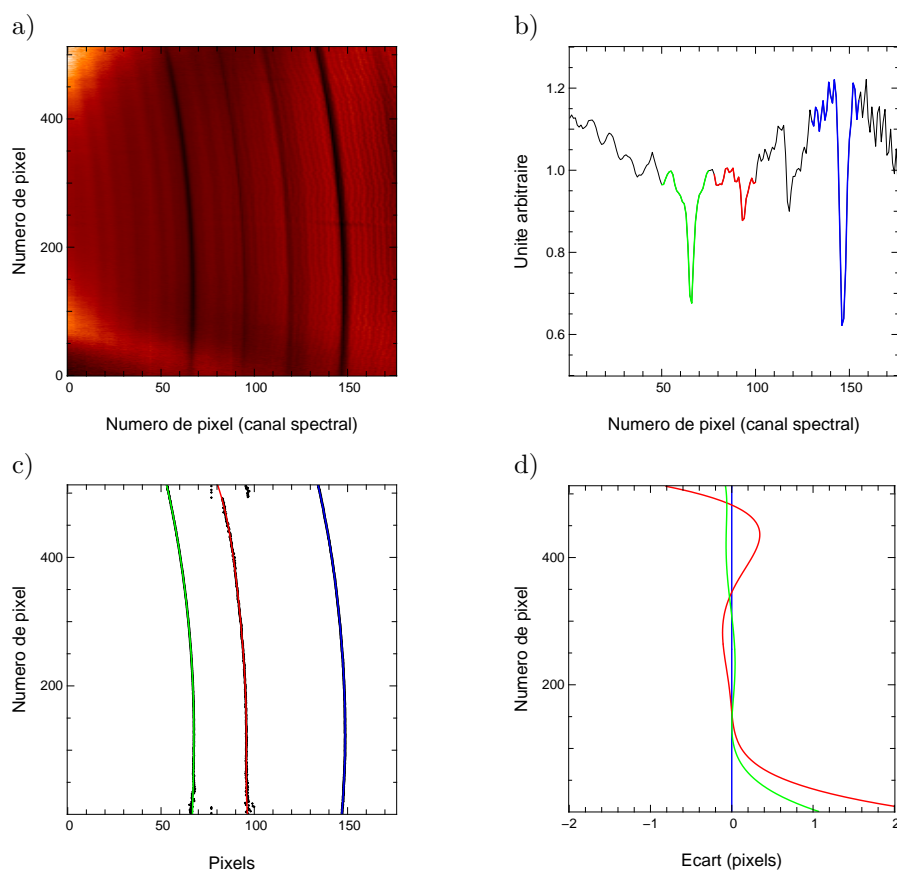 a)
Numero de pixel
400
200
0
0 50 100 150
Numero de pixel (canal spectral)
b)
Unite arbitraire
1.2
1.0
0.8
0.6
50 100 150
Numero de pixel (canal spectral)
c)
Numero de pixel
400
200
0 50 100 150
Pixels
d)
Numero de pixel
400
200
−2 −1 0 1 2
Ecart (pixels)